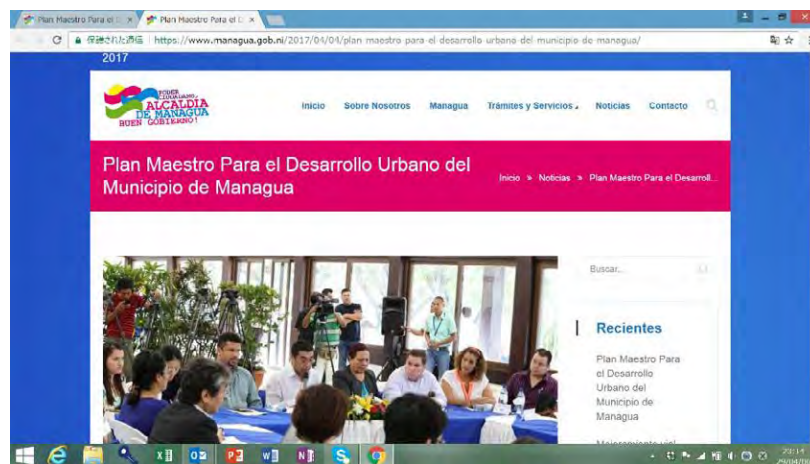 Plan Maestro Para el D
Plan Maestro Para el D
保護された通信
https://www.managua.gob.ni/2017/04/04/plan-maestro-para-el-desarrollo-urbano-del-municipio-de-managua/
2017
PODER
CIUDADANO
ALCALDIA
DE MANAGUA
BUEN GOBIERNO!
Inicio Sobre Nosotros Managua Trámites y Servicios Noticias Contacto
Plan Maestro Para el Desarrollo Urbano del
Municipio de Managua
Inicio » Noticias » Plan Maestro Para el Desarroll...
Buscar...
Recientes
Plan Maestro Para
el Desarrollo
Urbano del
Municipio de
Managua